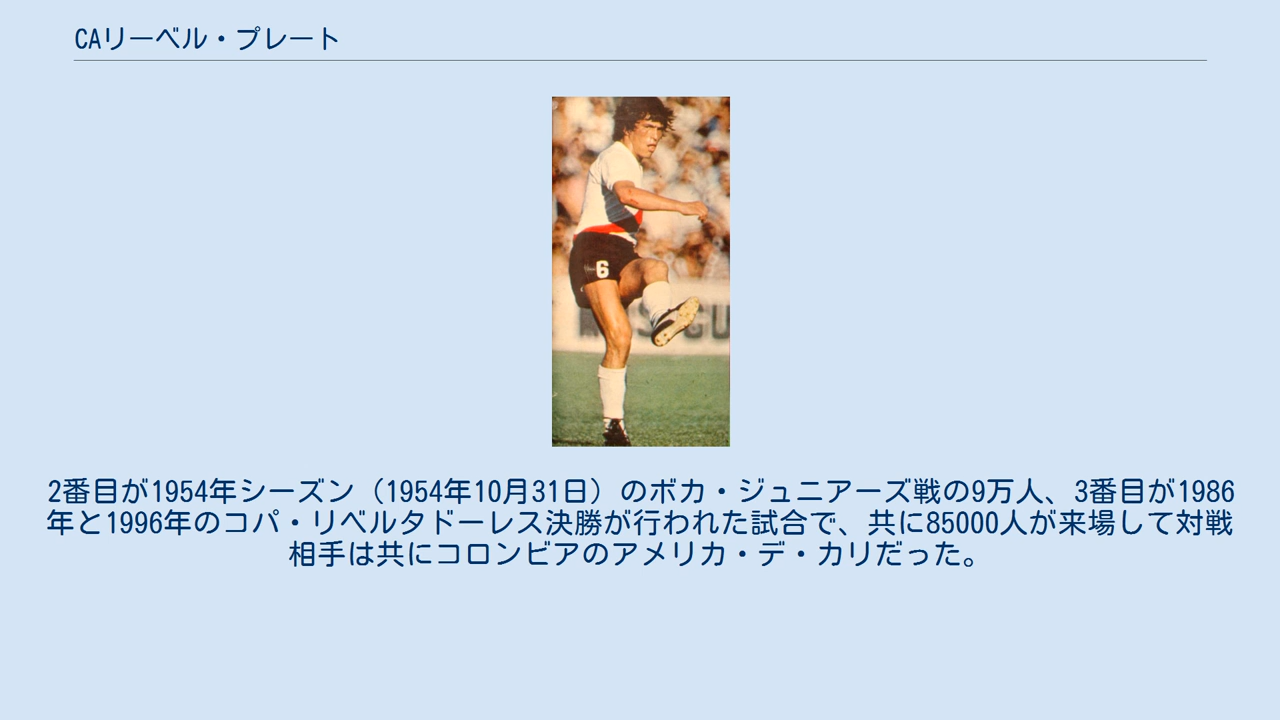 CAリーベル・プレート
6
2番目が1954年シーズン（1954年10月31日）のボカ・ジュニアーズ戦の9万人、3番目が1986
年と1996年のコパ・リベルタドーレス決勝が行われた試合で、共に85000人が来場して対戦
相手は共にコロンビアのアメリカ・デ・カリだった。